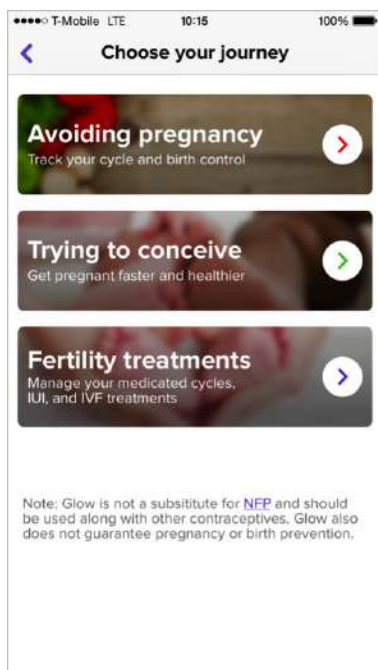 T-Mobile LTE 10:15 100%
Choose your journey
Avoiding pregnancy
Track your cycle and birth control
Trying to conceive
Get pregnant faster and healthier
Fertility treatments
Manage your medicated cycles,
IUI, and IVF treatments
Note: Glow is not a subsititute for NFP and should
be used along with other contraceptives. Glow also
does not guarantee pregnancy or birth prevention.